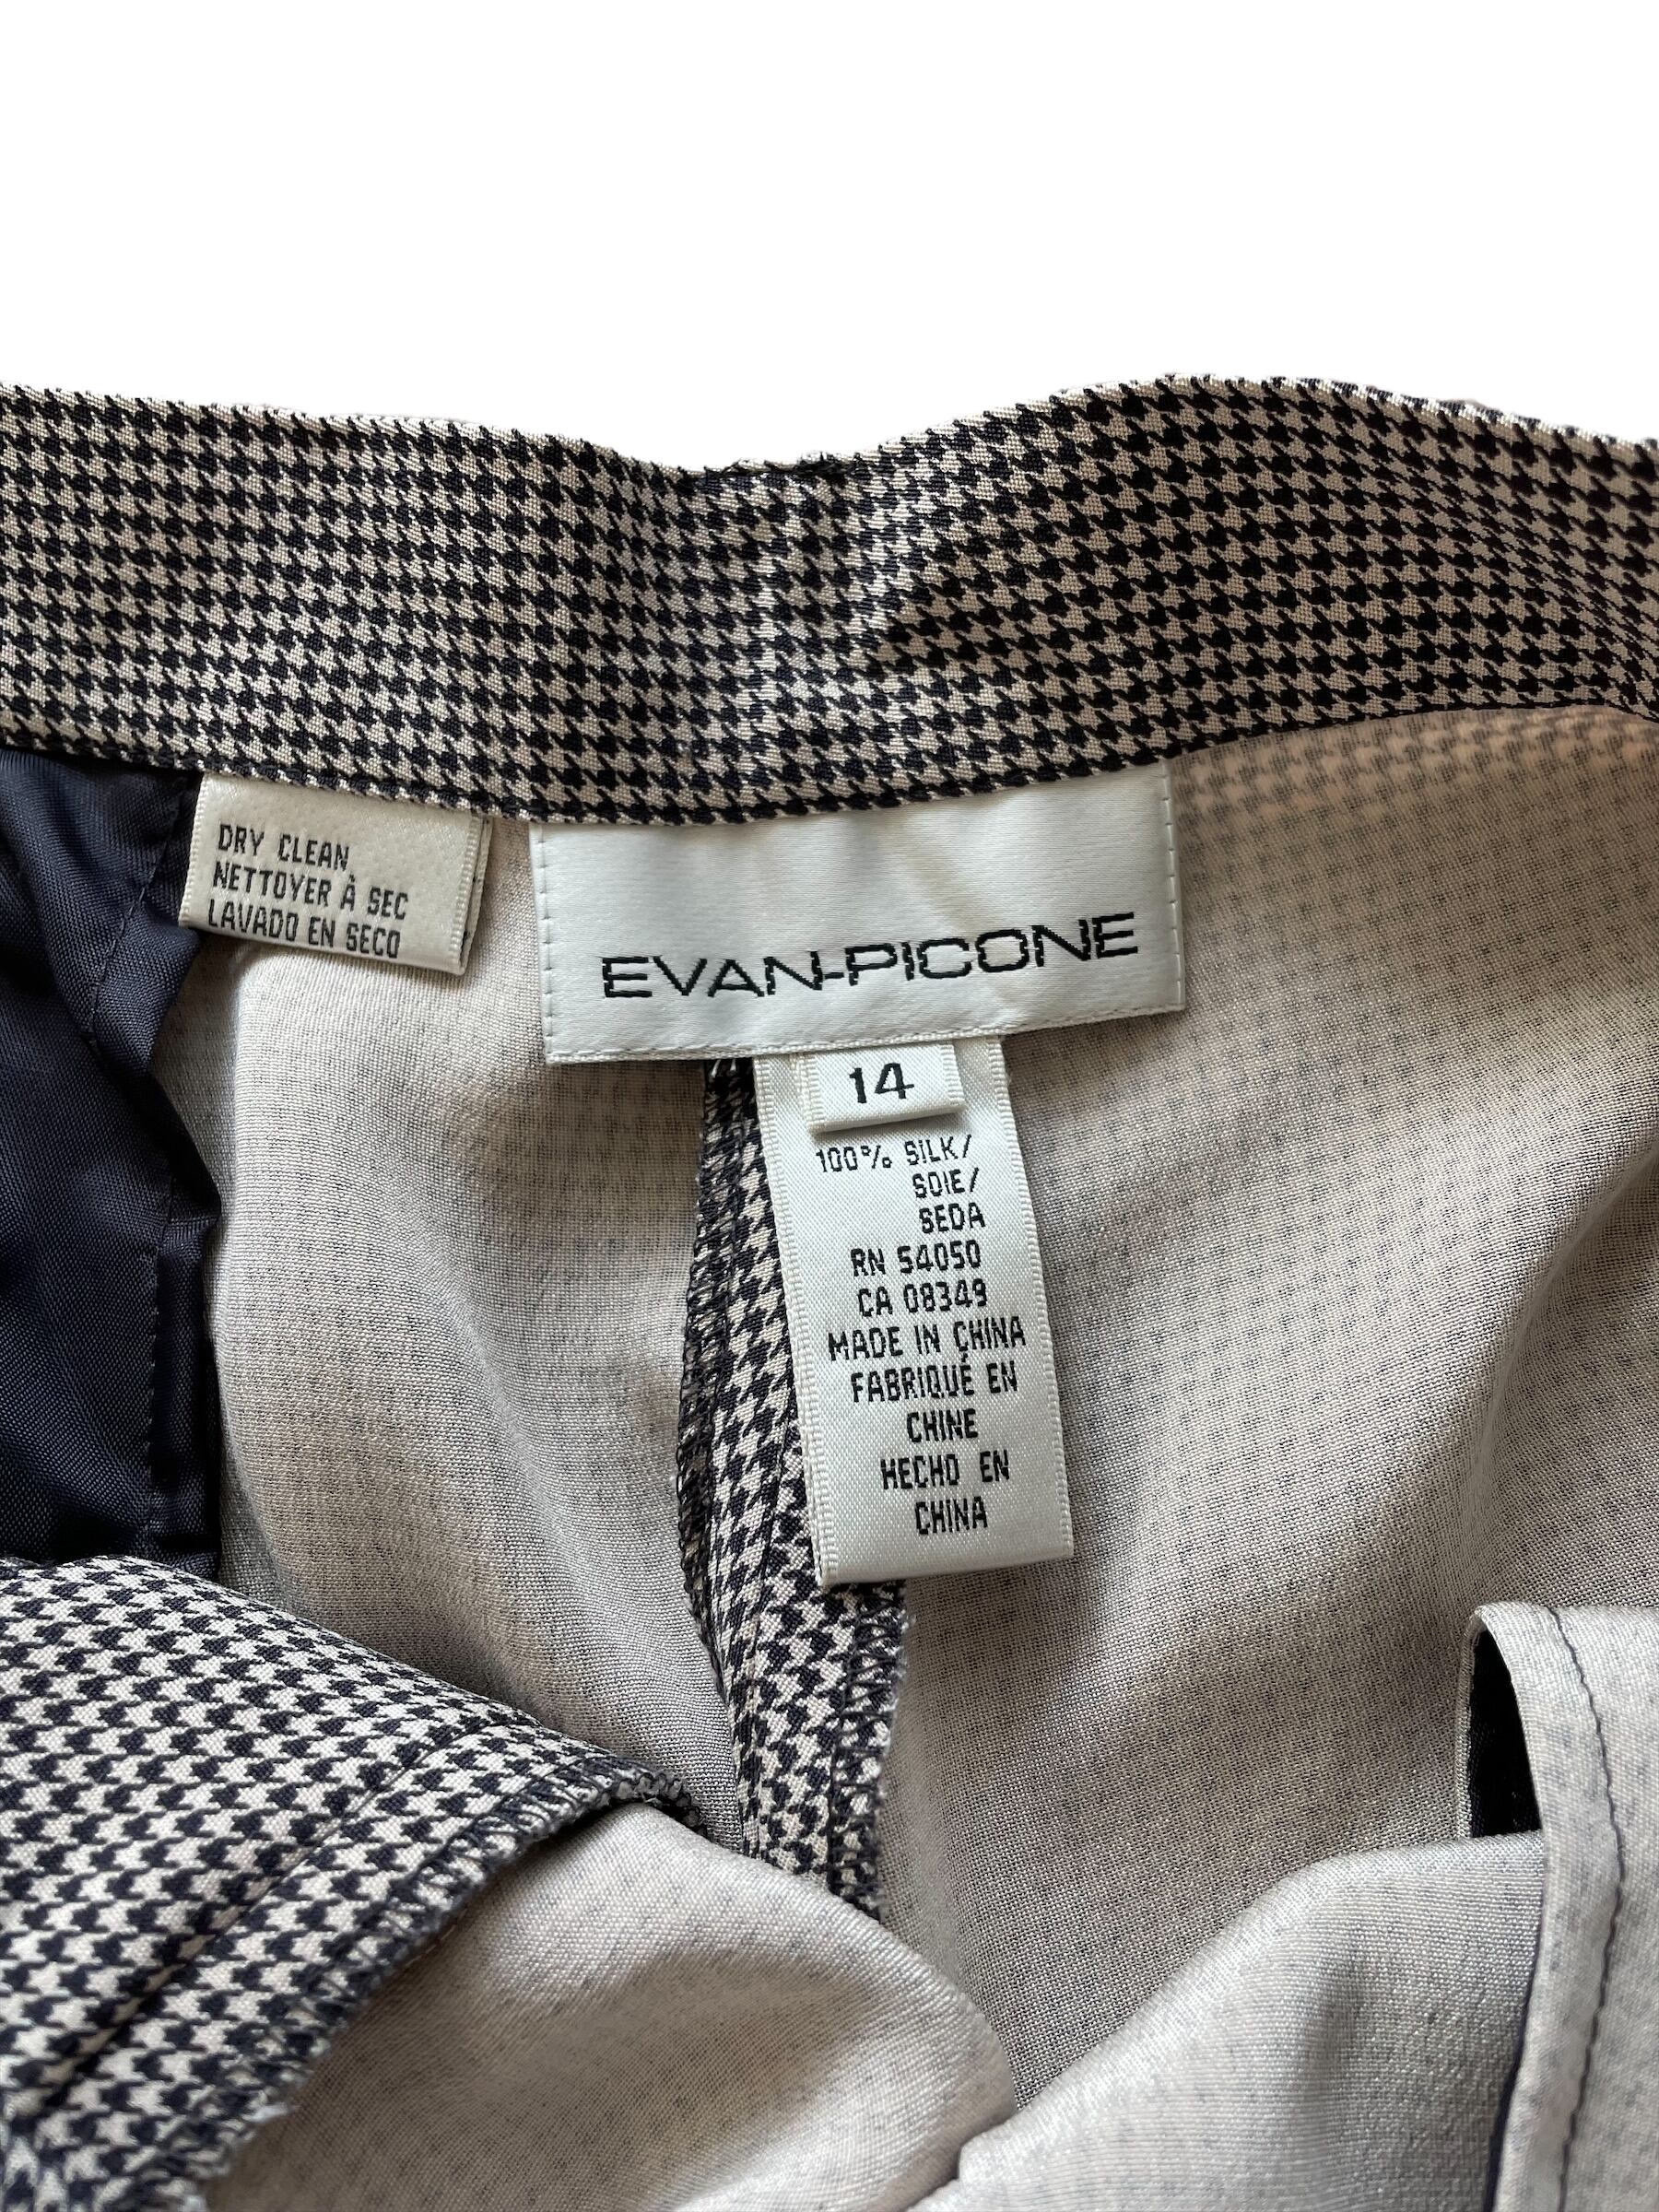 DRY CLEAN
NETTOYER À SEC
LAVADO EN SECO
EVAN-PICONE
14
100% SILK/
SOIE/
SEDA
RN 54050
CA 08349
MADE IN CHINA
FABRIQUÉ EN
CHINE
HECHO EN
CHINA